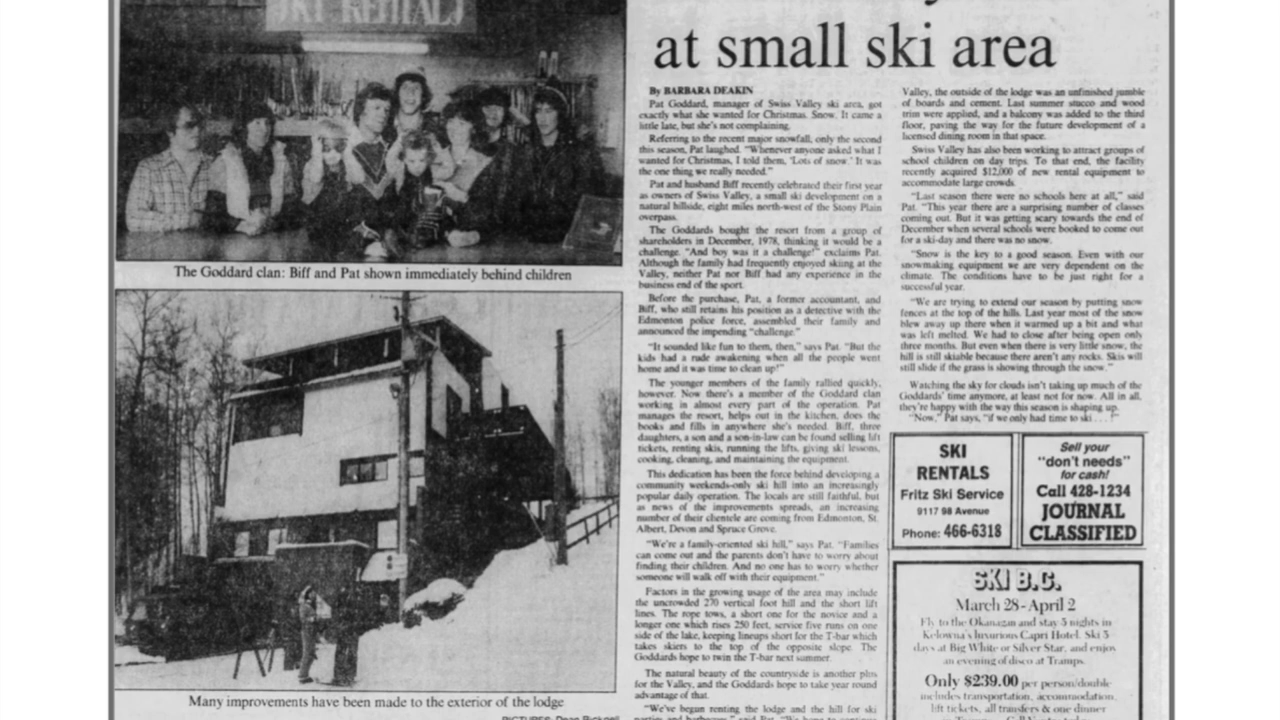 SKI RENTALS
The Goddard clan: Biff and Pat shown immediately behind children
Many improvements have been made to the exterior of the lodge
at small ski area
By BARBARA DEAKIN
Pat Goddard, manager of Swiss Valley ski area, got
exactly what she wanted for Christmas. Snow. It came a
little late, but she's not complaining.
Referring to the recent major snowfall, only the second
this season, Pat laughed. "Whenever anyone asked what I
wanted for Christmas, I told them, 'Lots of snow.' It was
the one thing we really needed."
Pat and husband Biff recently celebrated their first year
as owners of Swiss Valley, a small ski development on a
natural hillside, eight miles north-west of the Stony Plain
overpass.
The Goddards bought the resort from a group of
shareholders in December, 1978, thinking it would be a
challenge. "And boy was it a challenge!" exclaims Pat.
Although the family had frequently enjoyed skiing at the
Valley, neither Pat nor Biff had any experience in the
business end of the sport.
Before the purchase, Pat, a former accountant, and
Biff, who still retains his position as a detective with the
Edmonton police force, assembled their family and
announced the impending "challenge."
"It sounded like fun to them, then," says Pat. "But the
kids had a rude awakening when all the people went
home and it was time to clean up!"
The younger members of the family rallied quickly,
however. Now there's a member of the Goddard clan
working in almost every part of the operation. Pat
manages the resort, helps out in the kitchen, does the
books and fills in anywhere she's needed. Biff, three
daughters, a son and a son-in-law can be found selling lift
tickets, renting skis, running the lifts, giving ski lessons,
cooking, cleaning, and maintaining the equipment.
This dedication has been the force behind developing a
community weekends-only ski hill into an increasingly
popular daily operation. The locals are still faithful, but
as news of the improvements spreads, an increasing
number of their clientele are coming from Edmonton, St.
Albert, Devon and Spruce Grove.
"We're a family-oriented ski hill," says Pat. "Families
can come out and the parents don't have to worry about
finding their children. And no one has to worry whether
someone will walk off with their equipment."
Factors in the growing usage of the area may include
the uncrowded 270 vertical foot hill and the short lift
lines. The rope tows, a short one for the novice and a
longer one which rises 250 feet, service five runs on one
side of the lake, keeping lineups short for the T-bar which
takes skiers to the top of the opposite slope. The
Goddards hope to twin the T-bar next summer.
The natural beauty of the countryside is another plus
for the Valley, and the Goddards hope to take year round
advantage of that.
"We've begun renting the lodge and the hill for ski
Valley, the outside of the lodge was an unfinished jumble
of boards and cement. Last summer stucco and wood
trim were applied, and a balcony was added to the third
floor, paving the way for the future development of a
licensed dining room in that space.
Swiss Valley has also been working to attract groups of
school children on day trips. To that end, the facility
recently acquired $12,000 of new rental equipment to
accommodate large crowds.
"Last season there were no schools here at all," said
Pat. "This year there are a surprising number of classes
coming out. But it was getting scary towards the end of
December when several schools were booked to come out
for a ski-day and there was no snow.
"Snow is the key to a good season. Even with our
snowmaking equipment we are very dependent on the
climate. The conditions have to be just right for a
successful year.
"We are trying to extend our season by putting snow
fences at the top of the hills. Last year most of the snow
blew away up there when it warmed up a bit and what
was left melted. We had to close after being open only
three months. But even when there is very little snow, the
hill is still skiable because there aren't any rocks. Skis will
still slide if the grass is showing through the snow."
Watching the sky for clouds isn't taking up much of the
Goddards' time anymore, at least not for now. All in all,
they're happy with the way this season is shaping up.
"Now," Pat says, "if we only had time to ski . . . !"
SKI
RENTALS
Fritz Ski Service
9117 98 Avenue
Phone: 466-6318
Sell your
"don't needs"
for cash!
Call 428-1234
JOURNAL
CLASSIFIED
SKI B.C.
March 28 - April 2
Fly to the Okanagan and stay 5 nights in
Kelowna's luxurious Capri Hotel. Ski 5
days at Big White or Silver Star, and enjoy
an evening of disco at Tramps.
Only $239.00 per person/double
includes transportation, accommodation,
lift tickets, all transfers & one dinner